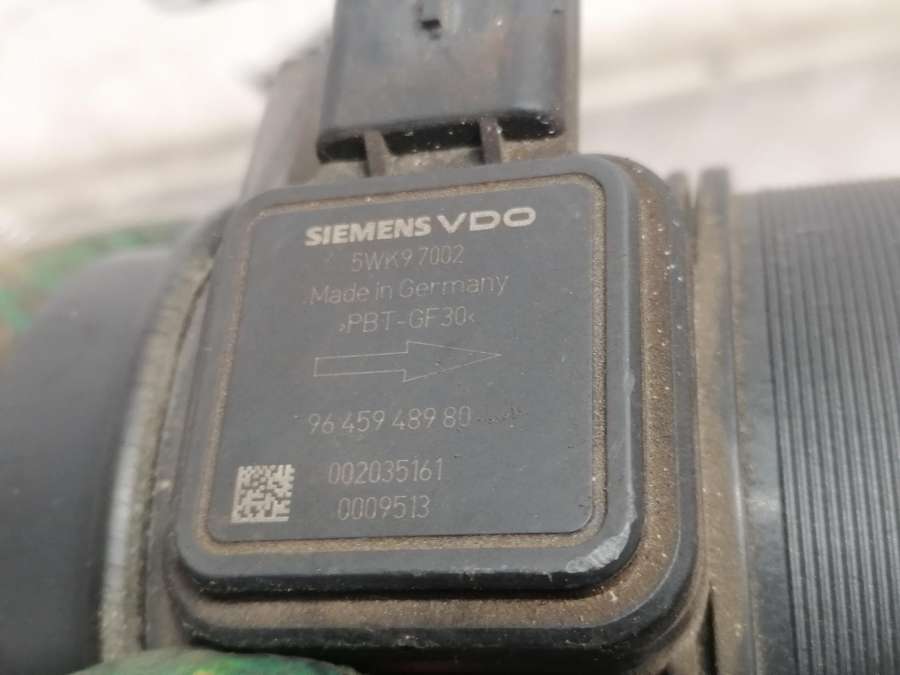 SIEMENS VDO
5WK9 7002
Made in Germany
>PBT-GF30<
96 459 489 80
002035161
0009513